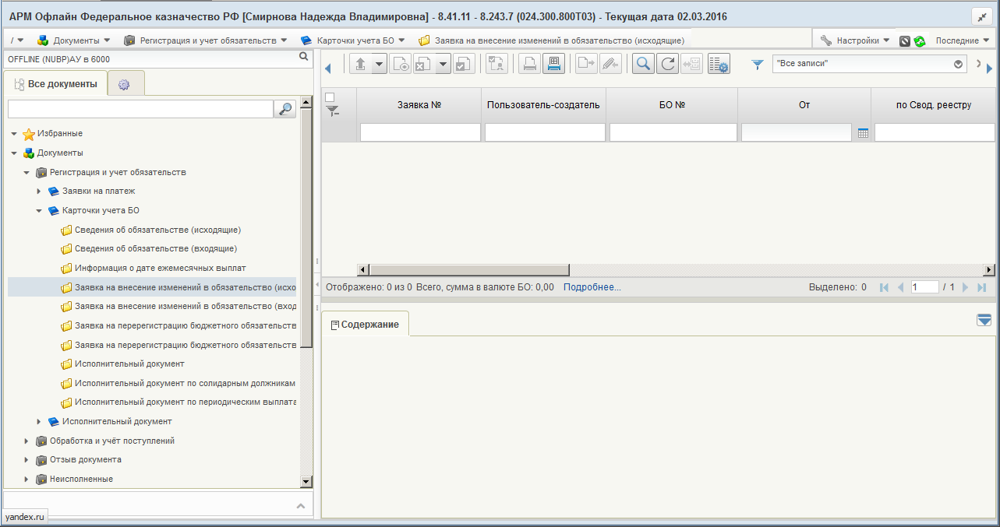 АРМ Офлайн Федеральное казначество РФ [Смирнова Надежда Владимировна] - 8.41.11 - 8.243.7 (024.300.800T03) - Текущая дата 02.03.2016
/ Документы Регистрация и учет обязательств Карточки учета БО Заявка на внесение изменений в обязательство (исходящие) Настройки Последние
OFFLINE (NUBP)АУ в 6000
"Все записи"
Все документы
Заявка № Пользователь-создатель БО № От по Свод. реестру
Избранные
Документы
Регистрация и учет обязательств
Заявки на платеж
Карточки учета БО
Сведения об обязательстве (исходящие)
Сведения об обязательстве (входящие)
Информация о дате ежемесячных выплат
Заявка на внесение изменений в обязательство (исхо
Заявка на внесение изменений в обязательство (вход
Заявка на перерегистрацию бюджетного обязательств
Заявка на перерегистрацию бюджетного обязательств
Исполнительный документ
Исполнительный документ по солидарным должникам
Исполнительный документ по периодическим выплата
Исполнительный документ
Обработка и учёт поступлений
Отзыв документа
Неисполненные
Отображено: 0 из 0 Всего, сумма в валюте БО: 0,00 Подробнее... Выделено: 0 1 / 1
Содержание
yandex.ru